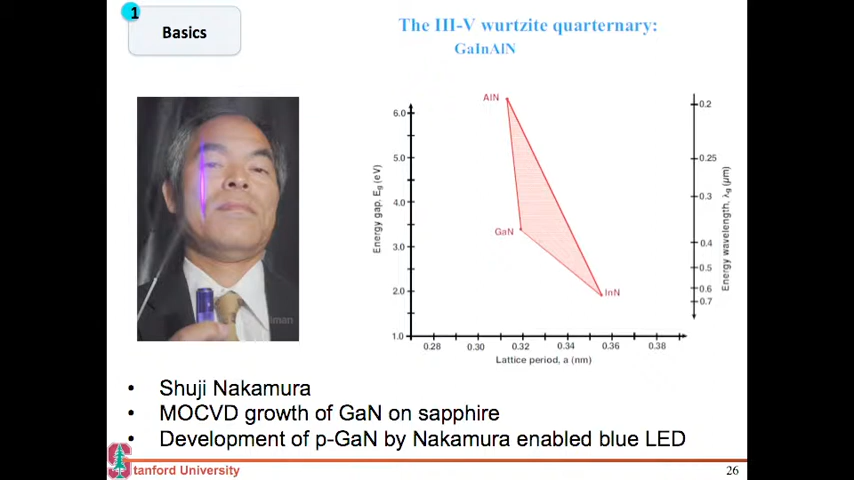 1
Basics
The III-V wurtzite quarternary:
GaInAlN
AlN
GaN
InN
6.0
5.0
4.0
3.0
2.0
1.0
Energy gap, Eg (eV)
0.28 0.30 0.32 0.34 0.36 0.38
Lattice period, a (nm)
0.2
0.25
0.3
0.4
0.5
0.6
0.7
Energy wavelength, λg (μm)
• Shuji Nakamura
• MOCVD growth of GaN on sapphire
• Development of p-GaN by Nakamura enabled blue LED
Stanford University
26